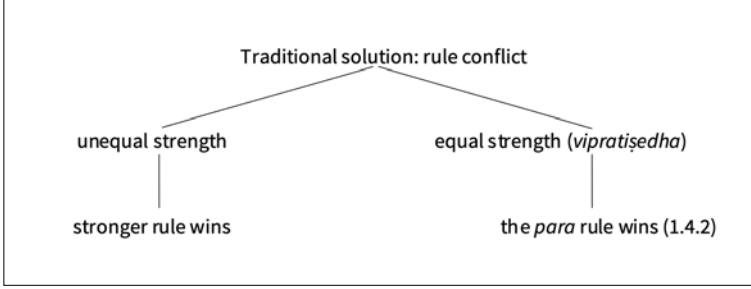 Traditional solution: rule conflict
unequal strength
equal strength (vipratiṣedha)
stronger rule wins
the para rule wins (1.4.2)